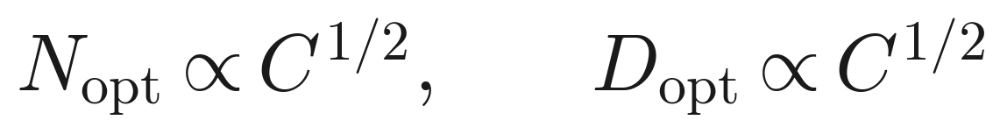 N_opt ∝ C^{1/2}, D_opt ∝ C^{1/2}